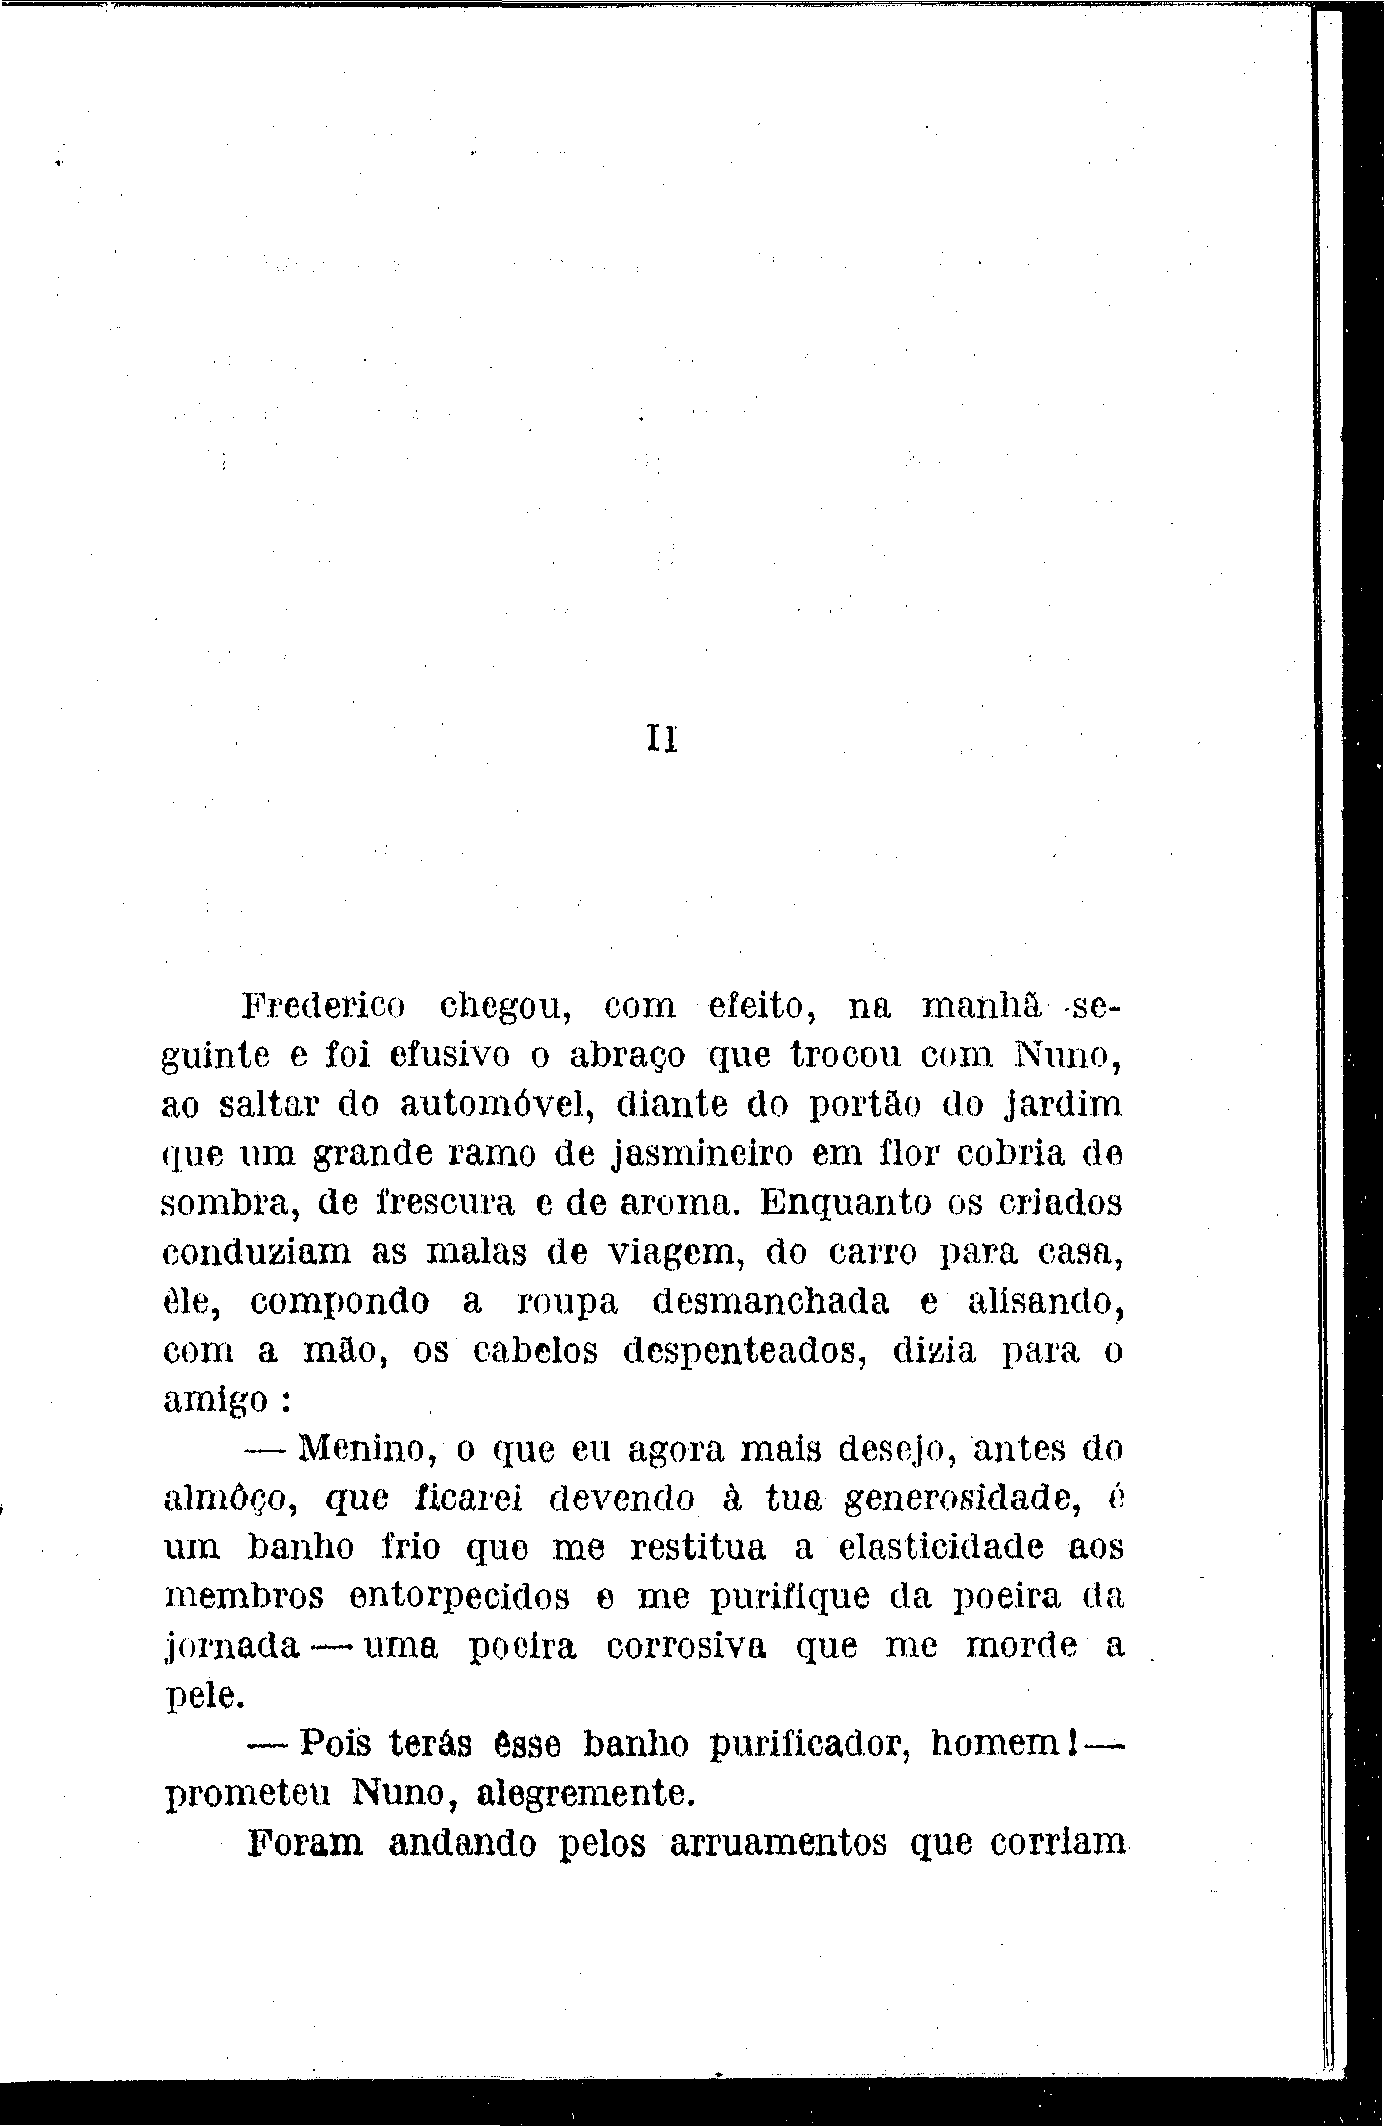 II
Frederico chegou, com efeito, na manhã se-
guinte e foi efusivo o abraço que trocou com Nuno,
ao saltar do automóvel, diante do portão do jardim
que um grande ramo de jasmineiro em flor cobria de
sombra, de frescura e de aroma. Enquanto os criados
conduziam as malas de viagem, do carro para casa,
êle, compondo a roupa desmanchada e alisando,
com a mão, os cabelos despenteados, dizia para o
amigo :
— Menino, o que eu agora mais desejo, antes do
almôço, que ficarei devendo à tua generosidade, é
um banho frio que me restitua a elasticidade aos
membros entorpecidos e me purifique da poeira da
jornada — uma poeira corrosiva que me morde a
pele.
— Pois terás êsse banho purificador, homem! —
prometeu Nuno, alegremente.
Foram andando pelos arruamentos que corriam